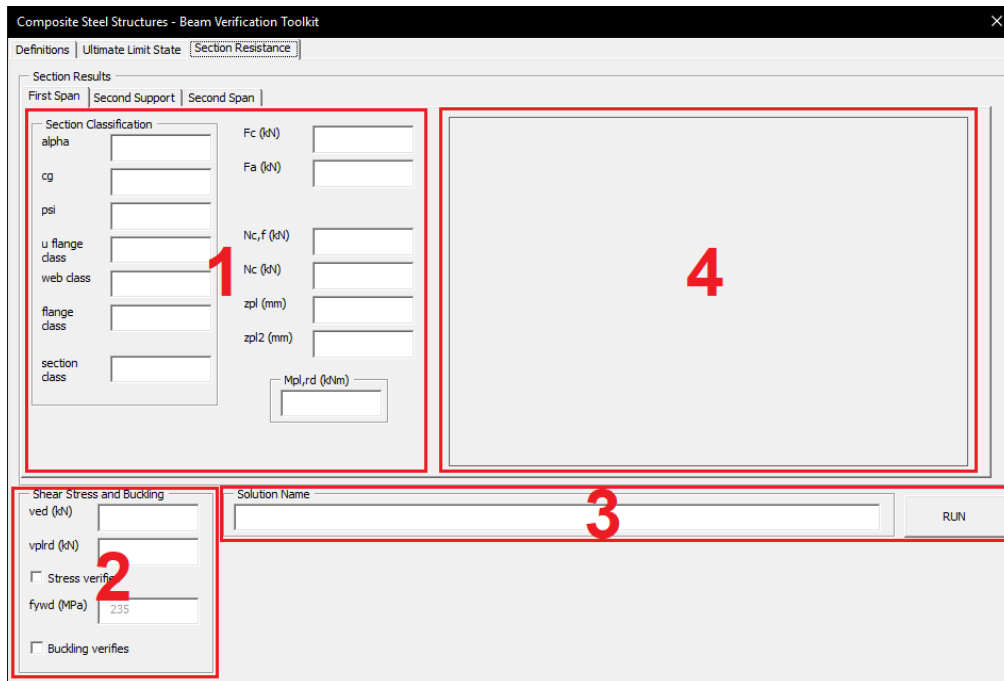 Composite Steel Structures - Beam Verification Toolkit
Definitions Ultimate Limit State Section Resistance
Section Results
First Span Second Support Second Span
Section Classification
alpha
cg
psi
u flange
class
web class
flange
class
section
class
Fc (kN)
Fa (kN)
Nc,f (kN)
Nc (kN)
zpl (mm)
zpl2 (mm)
Mpl,rd (kNm)
1
4
Shear Stress and Buckling
ved (kN)
vplrd (kN)
Stress verifie
fywd (MPa) 235
Buckling verifies
2
Solution Name
3
RUN